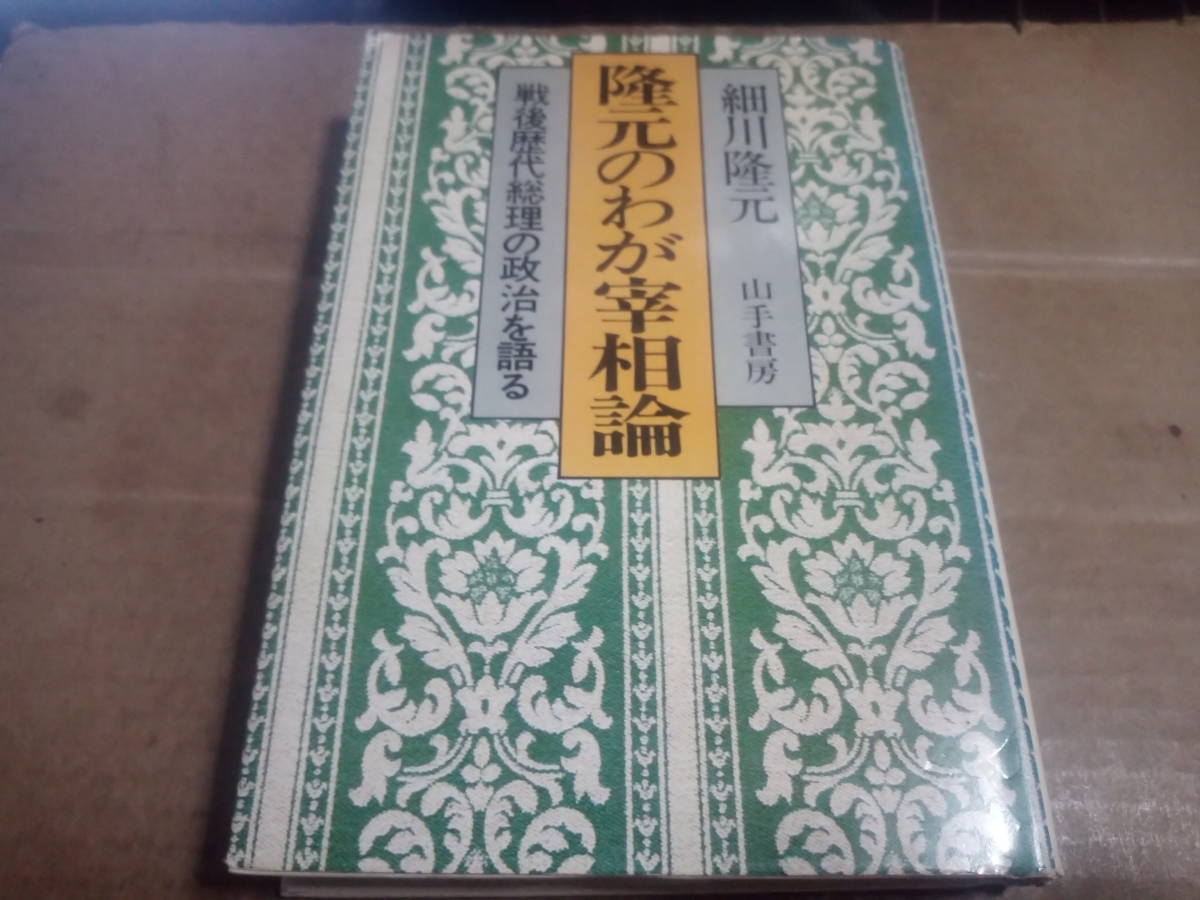 細川隆元 山手書房
隆元のわが宰相論
戦後歴代総理の政治を語る